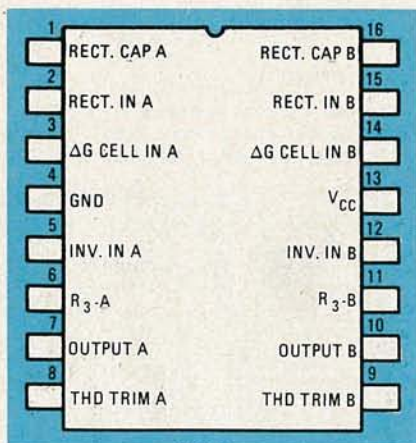 1 16
RECT. CAP A RECT. CAP B
2 15
RECT. IN A RECT. IN B
3 14
ΔG CELL IN A ΔG CELL IN B
4 13
GND VCC
5 12
INV. IN A INV. IN B
6 11
R3-A R3-B
7 10
OUTPUT A OUTPUT B
8 9
THD TRIM A THD TRIM B